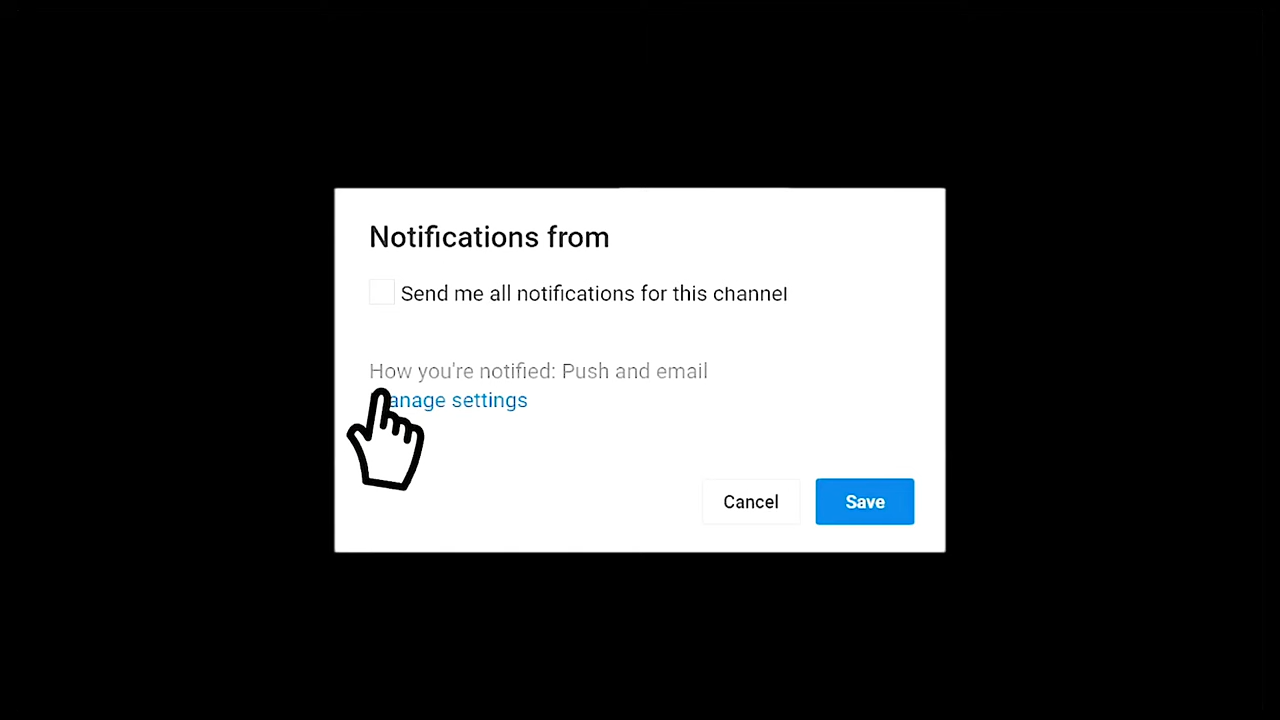 Notifications from
Send me all notifications for this channel
How you're notified: Push and email
anage settings
Cancel
Save